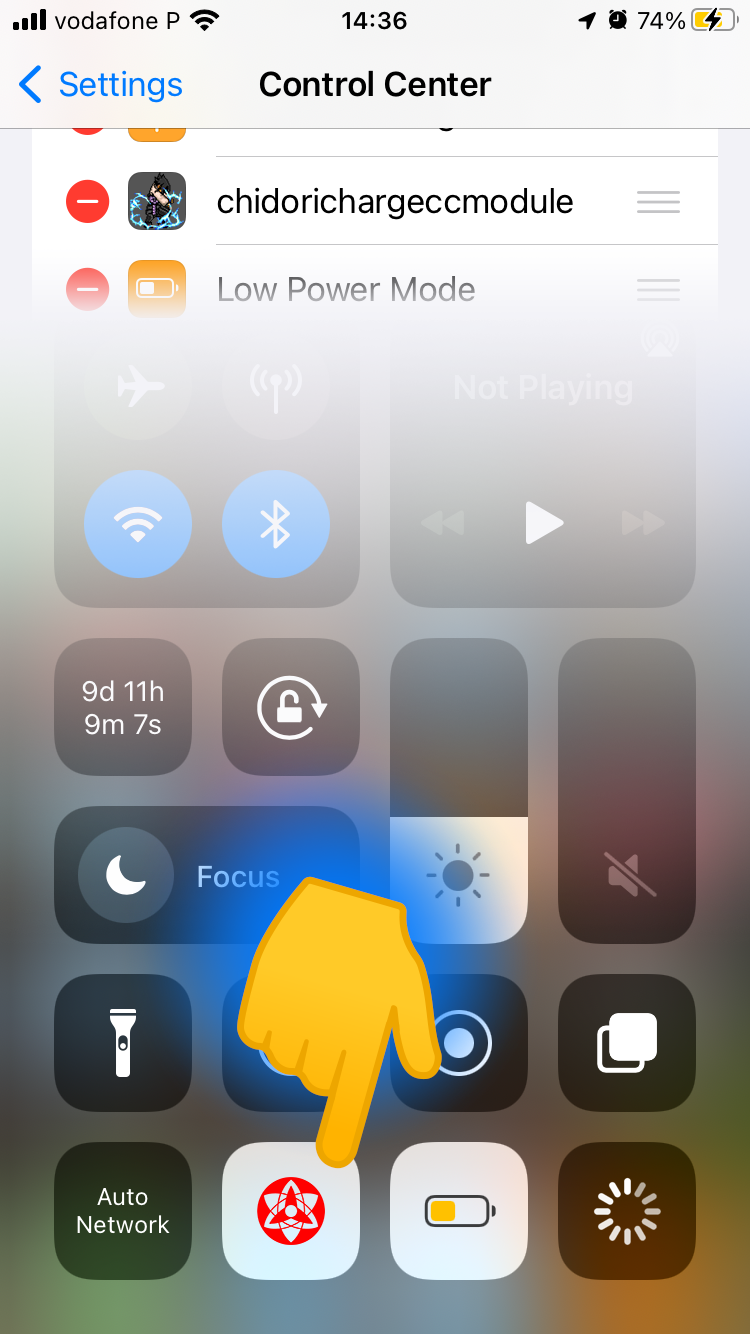 vodafone P
14:36
74%
Settings
Control Center
chidorichargeccmodule
Low Power Mode
Not Playing
9d 11h
9m 7s
Focus
Auto
Network